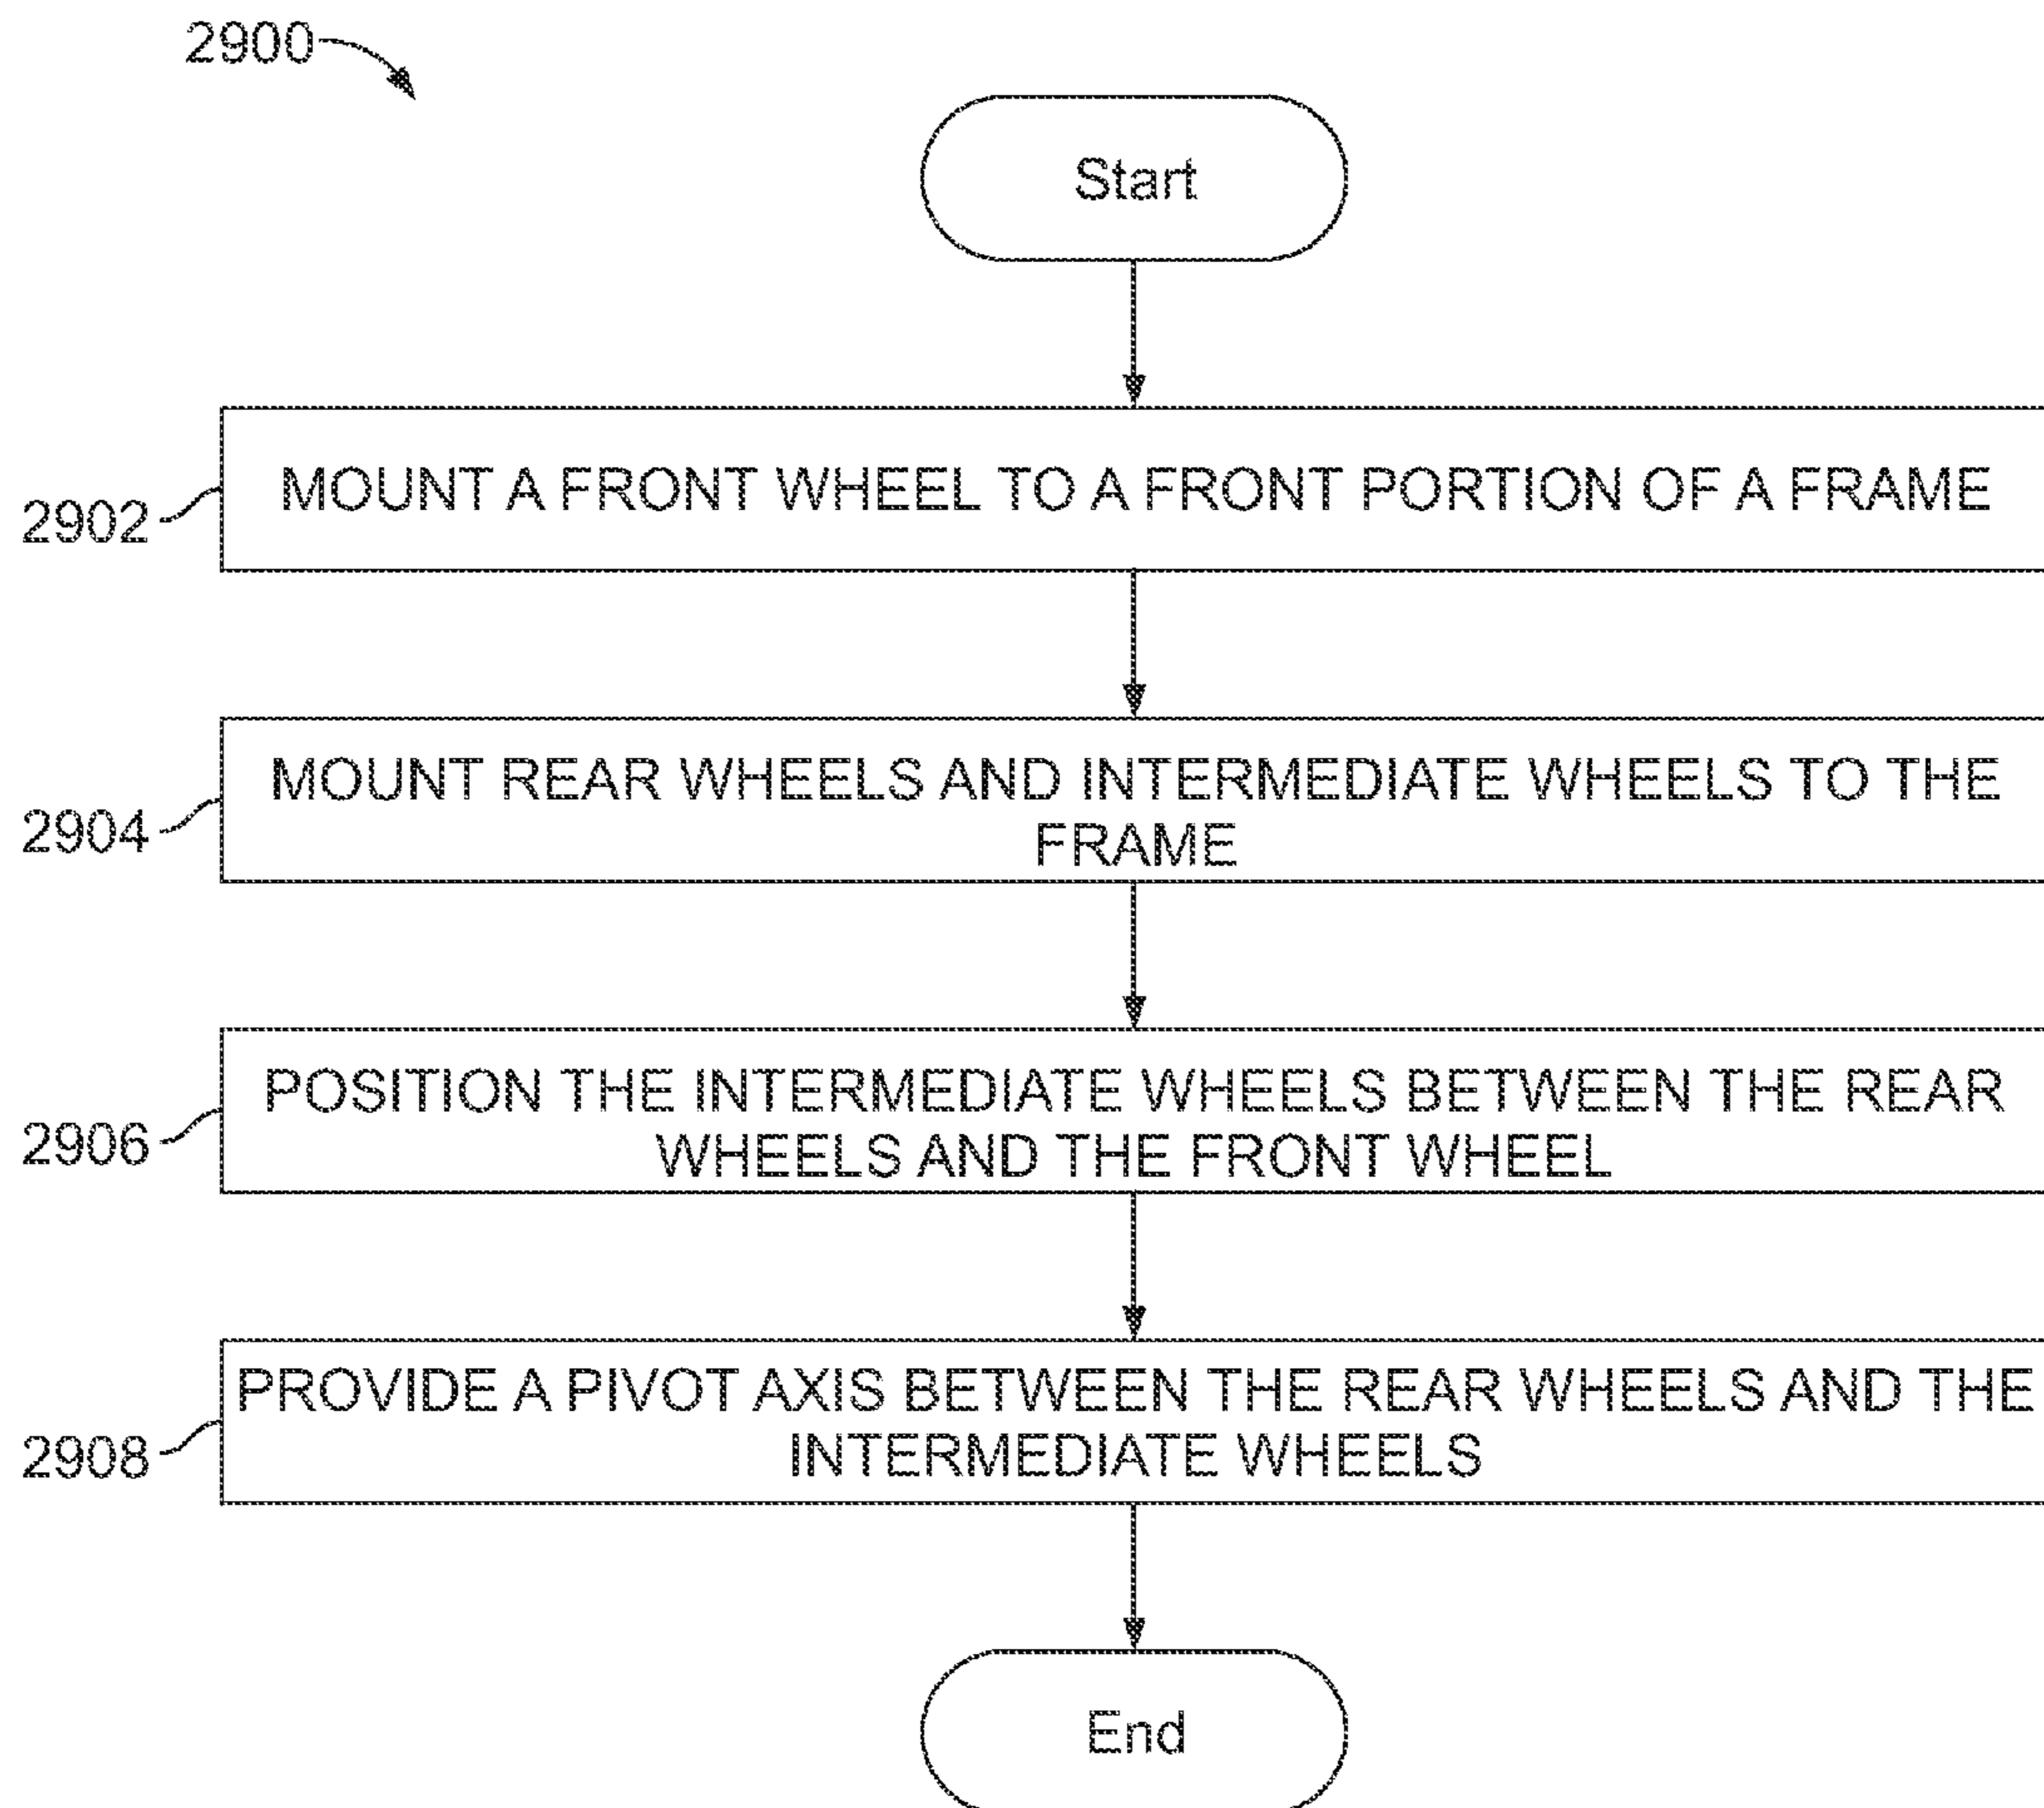 2900
Start
2902
MOUNT A FRONT WHEEL TO A FRONT PORTION OF A FRAME
2904
MOUNT REAR WHEELS AND INTERMEDIATE WHEELS TO THE
FRAME
2906
POSITION THE INTERMEDIATE WHEELS BETWEEN THE REAR
WHEELS AND THE FRONT WHEEL
2908
PROVIDE A PIVOT AXIS BETWEEN THE REAR WHEELS AND THE
INTERMEDIATE WHEELS
End